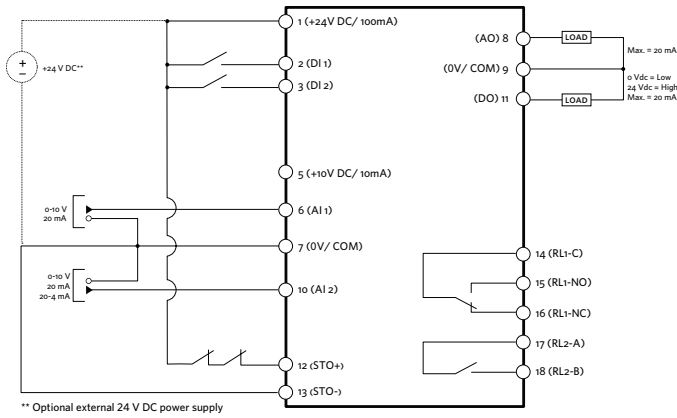 1 (+24V DC/ 100mA)
+
−
+24 V DC**
2 (DI 1)
3 (DI 2)
5 (+10V DC/ 10mA)
0-10 V
20 mA
6 (AI 1)
7 (0V/ COM)
0-10 V
20 mA
20-4 mA
10 (AI 2)
12 (STO+)
13 (STO-)
(AO) 8
LOAD
Max. = 20 mA
(0V/ COM) 9
0 Vdc = Low
24 Vdc = High
Max. = 20 mA
(DO) 11
LOAD
14 (RL1-C)
15 (RL1-NO)
16 (RL1-NC)
17 (RL2-A)
18 (RL2-B)
** Optional external 24 V DC power supply